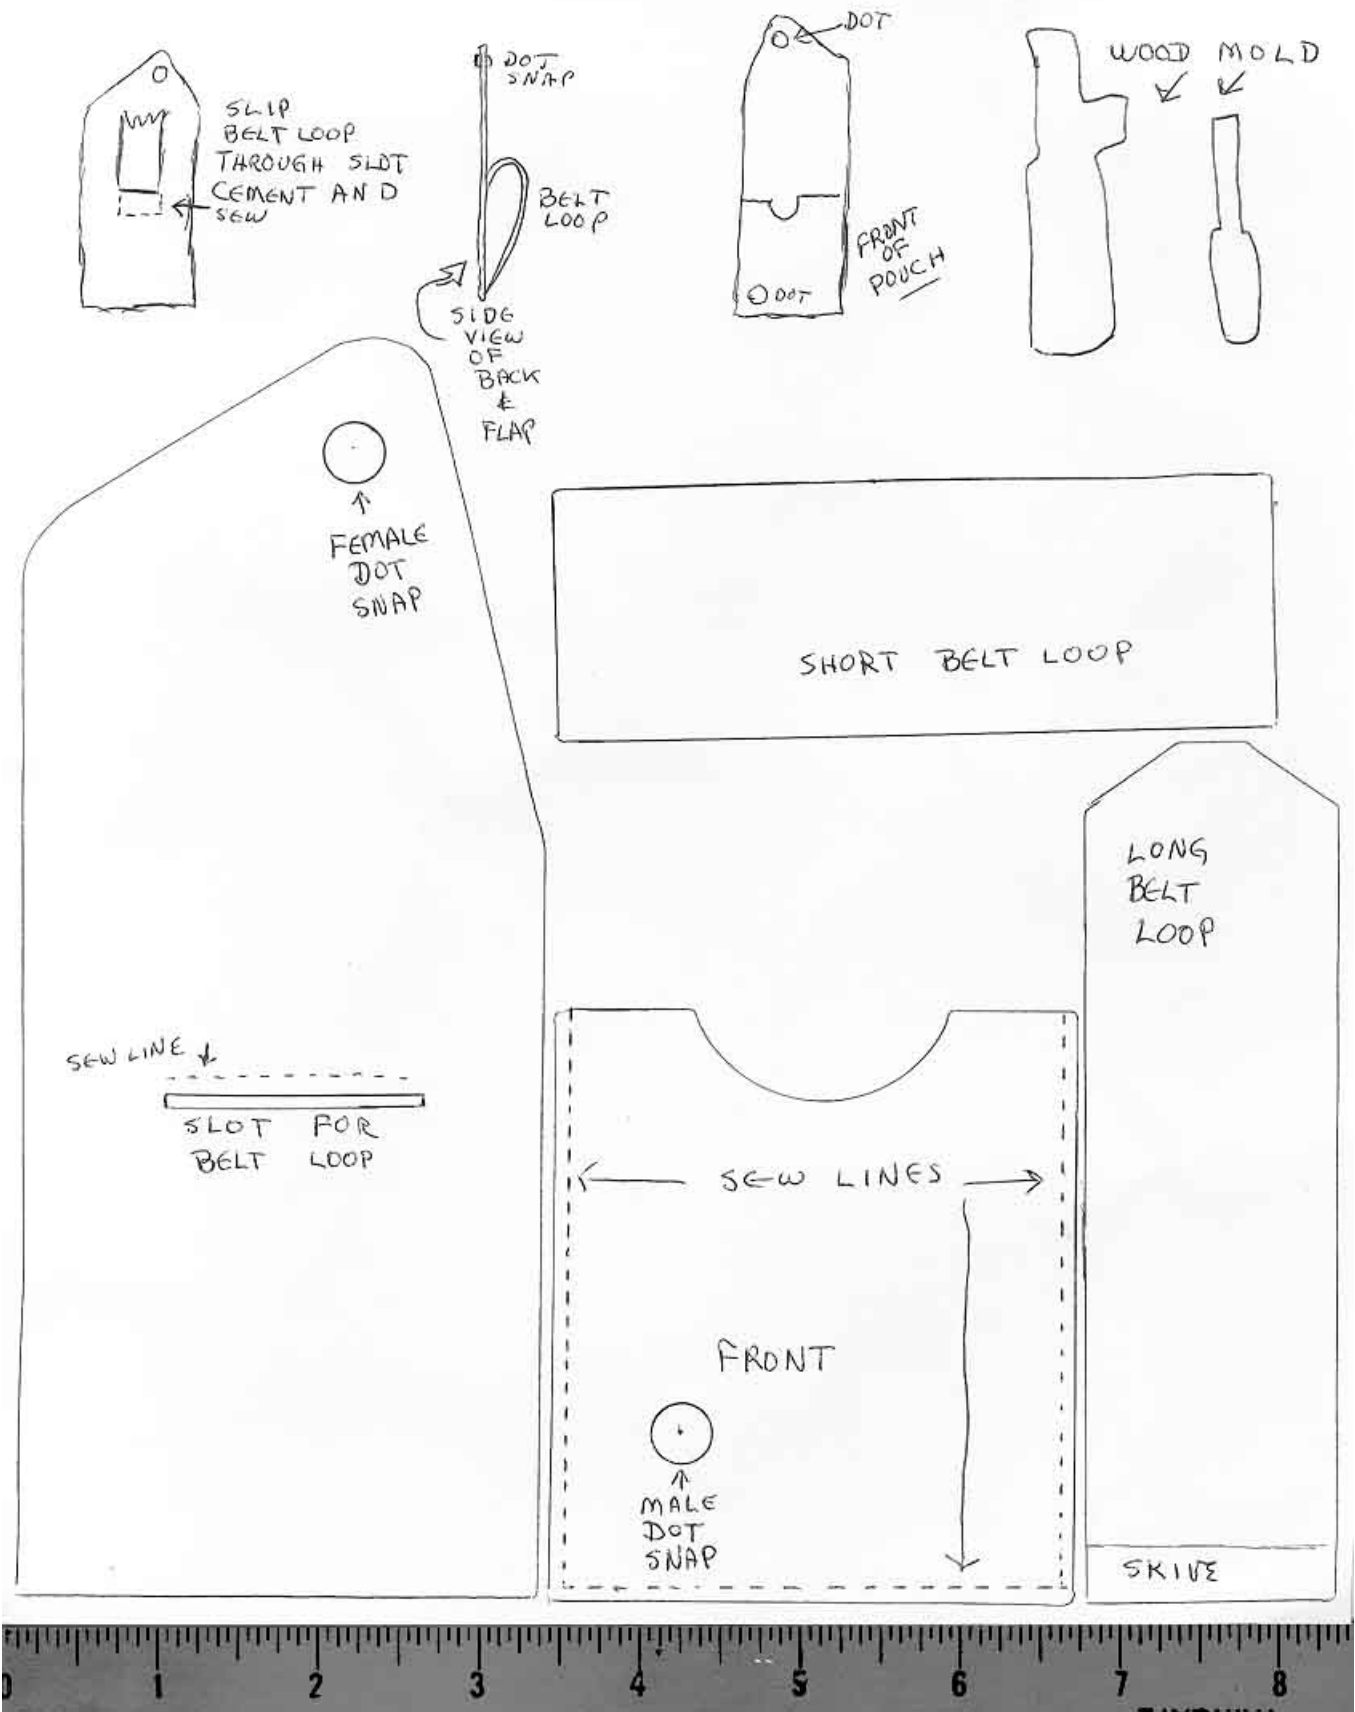 DOT
WOOD MOLD
DOT
SNAP
SLIP
BELT LOOP
THROUGH SLOT
CEMENT AND
SEW
BELT
LOOP
FRONT
OF
POUCH
DOT
SIDE
VIEW
OF
BACK
&
FLAP
FEMALE
DOT
SNAP
SHORT BELT LOOP
LONG
BELT
LOOP
SEW LINE
SLOT FOR
BELT LOOP
SEW LINES
FRONT
MALE
DOT
SNAP
SKIVE
0 1 2 3 4 5 6 7 8